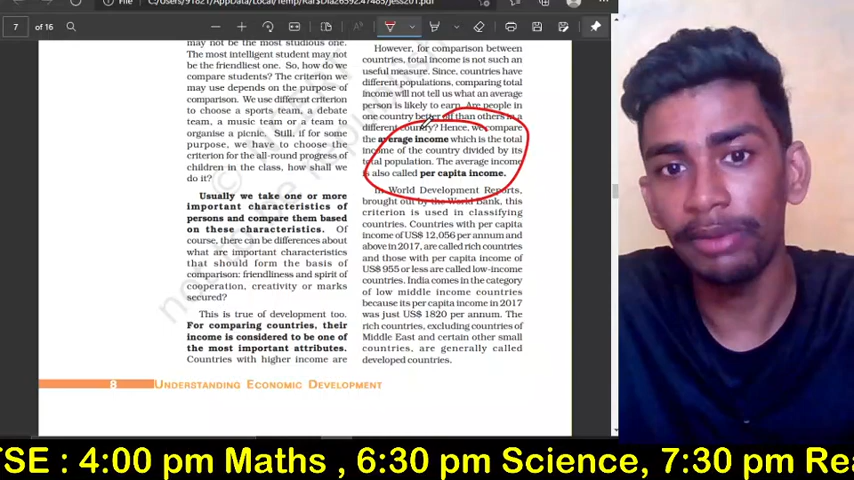 C:/Users/91821/AppData/Local/Temp/Rar$Dia2659.47485/jess201.pdf
7 of 16
may not be the most studious one.
The most intelligent student may not
be the friendliest one. So, how do we
compare students? The criterion we
may use depends on the purpose of
comparison. We use different criterion
to choose a sports team, a debate
team, a music team or a team to
organise a picnic. Still, if for some
purpose, we have to choose the
criterion for the all-round progress of
children in the class, how shall we
do it?
Usually we take one or more
important characteristics of
persons and compare them based
on these characteristics. Of
course, there can be differences about
what are important characteristics
that should form the basis of
comparison: friendliness and spirit of
cooperation, creativity or marks
secured?
This is true of development too.
For comparing countries, their
income is considered to be one of
the most important attributes.
Countries with higher income are
However, for comparison between
countries, total income is not such an
useful measure. Since, countries have
different populations, comparing total
income will not tell us what an average
person is likely to earn. Are people in
one country better off than others in a
different country? Hence, we compare
the average income which is the total
income of the country divided by its
total population. The average income
is also called per capita income.
In World Development Reports,
brought out by the World Bank, this
criterion is used in classifying
countries. Countries with per capita
income of US$ 12,056 per annum and
above in 2017, are called rich countries
and those with per capita income of
US$ 955 or less are called low-income
countries. India comes in the category
of low middle income countries
because its per capita income in 2017
was just US$ 1820 per annum. The
rich countries, excluding countries of
Middle East and certain other small
countries, are generally called
developed countries.
8 UNDERSTANDING ECONOMIC DEVELOPMENT
TSE : 4:00 pm Maths , 6:30 pm Science, 7:30 pm Rea